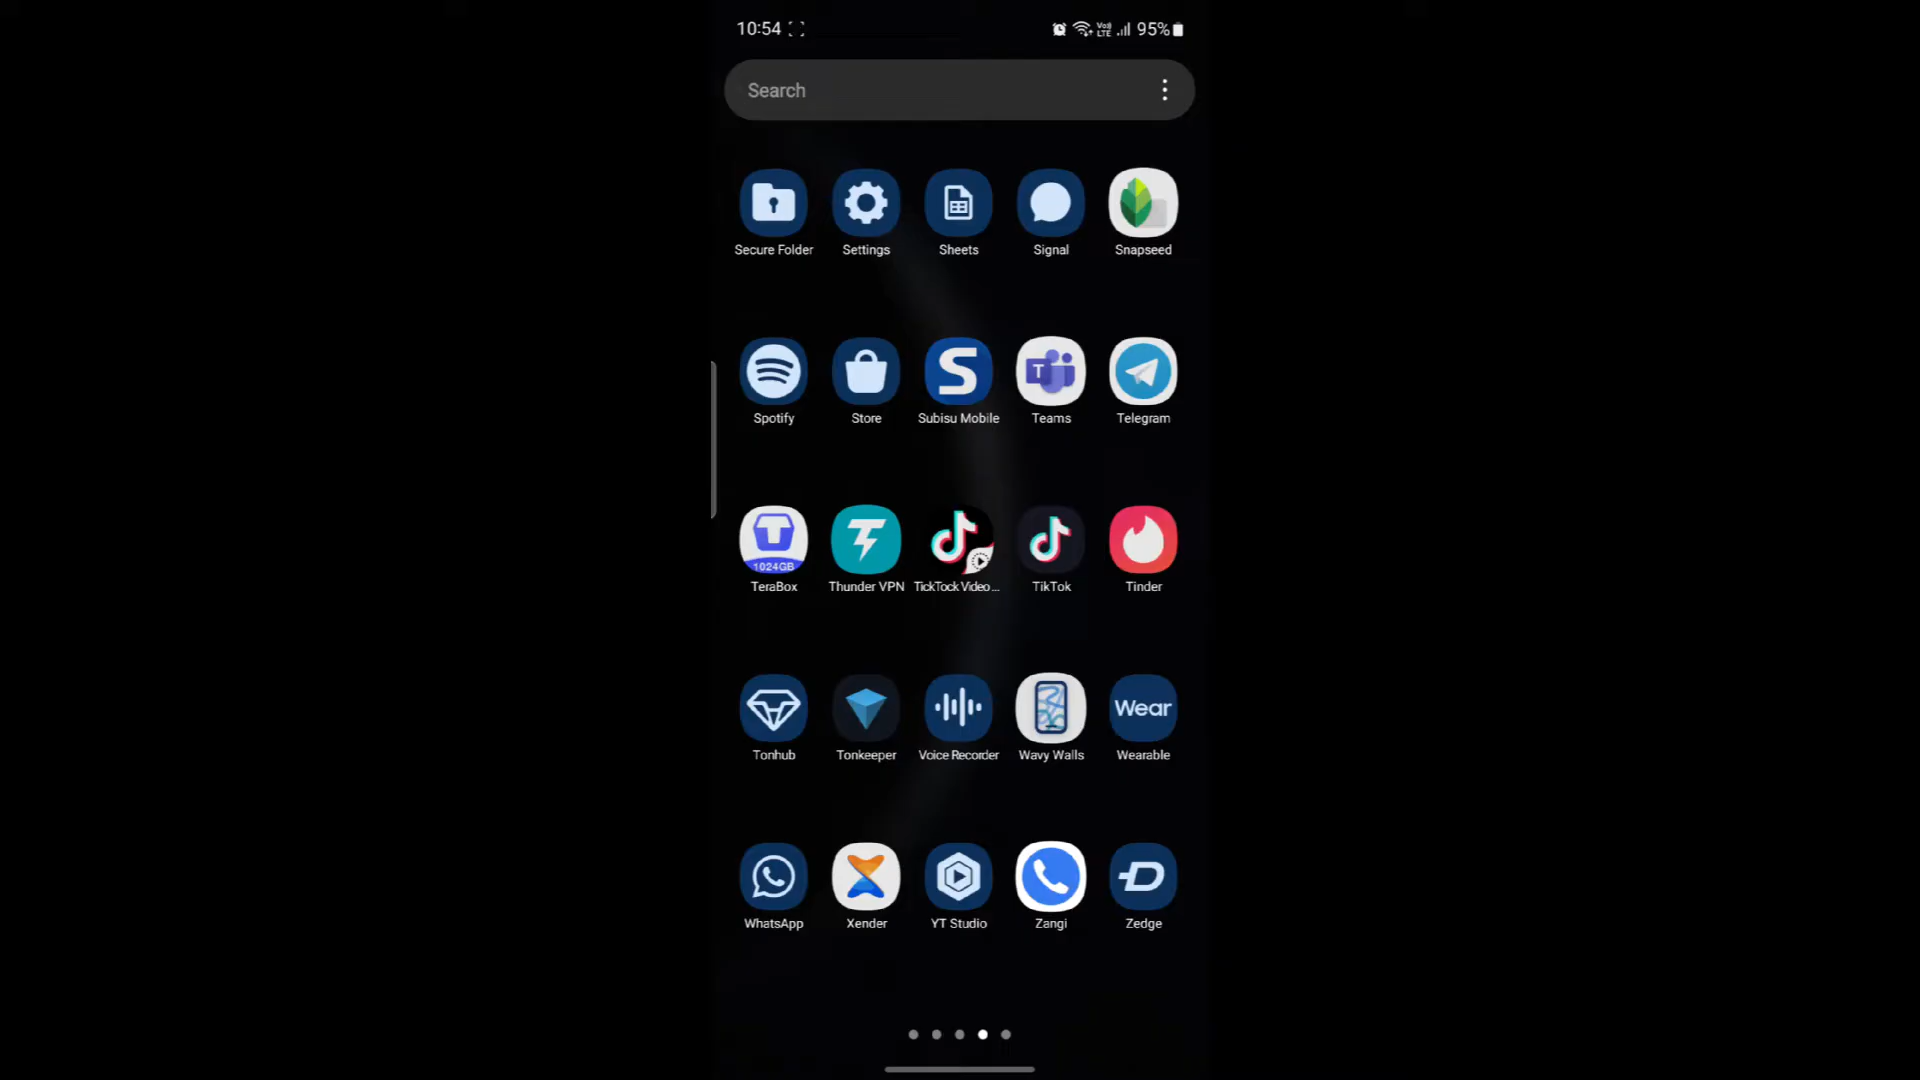 10:54 Vo)) LTE 95%
Search
Secure Folder Settings Sheets Signal Snapseed
Spotify Store Subisu Mobile Teams Telegram
1024GB
TeraBox Thunder VPN TickTock Video... TikTok Tinder
Wear
Tonhub Tonkeeper Voice Recorder Wavy Walls Wearable
WhatsApp Xender YT Studio Zangi Zedge